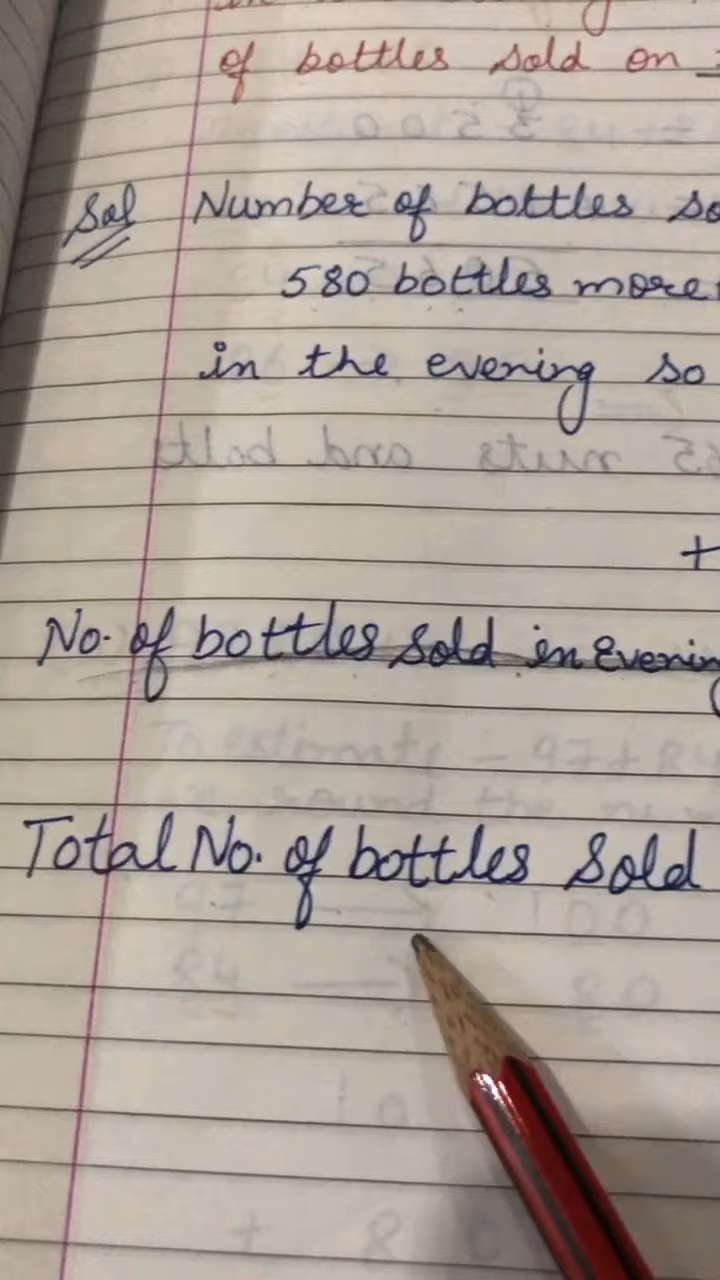 of bottles sold on
Sol Number of bottles so
580 bottles more
in the evening so
+
No. of bottles sold in Evening
Total No. of bottles Sold